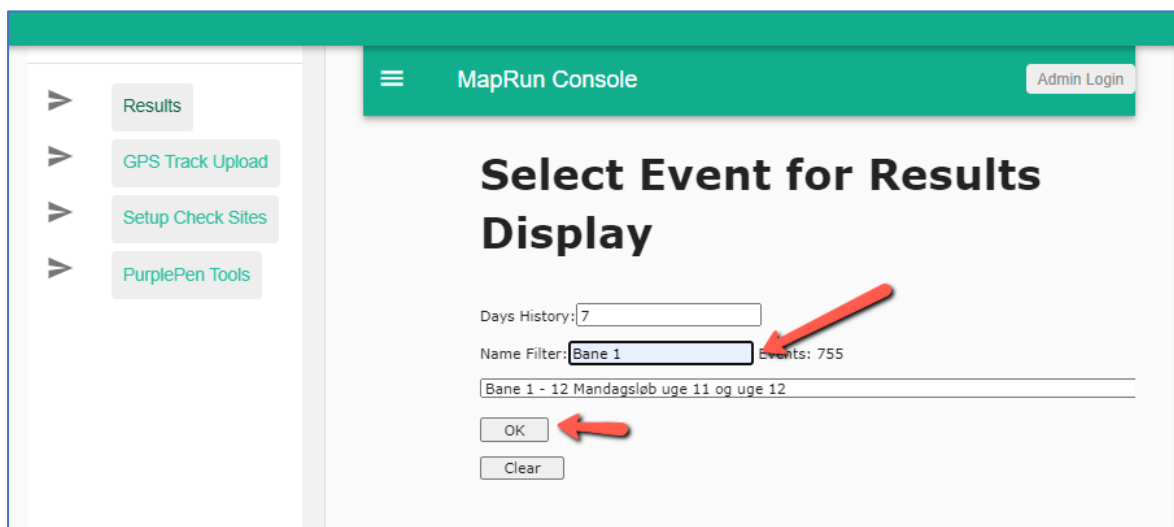 MapRun Console
Admin Login
Results
GPS Track Upload
Setup Check Sites
PurplePen Tools
Select Event for Results
Display
Days History: 7
Name Filter: Bane 1 Events: 755
Bane 1 - 12 Mandagsløb uge 11 og uge 12
OK
Clear